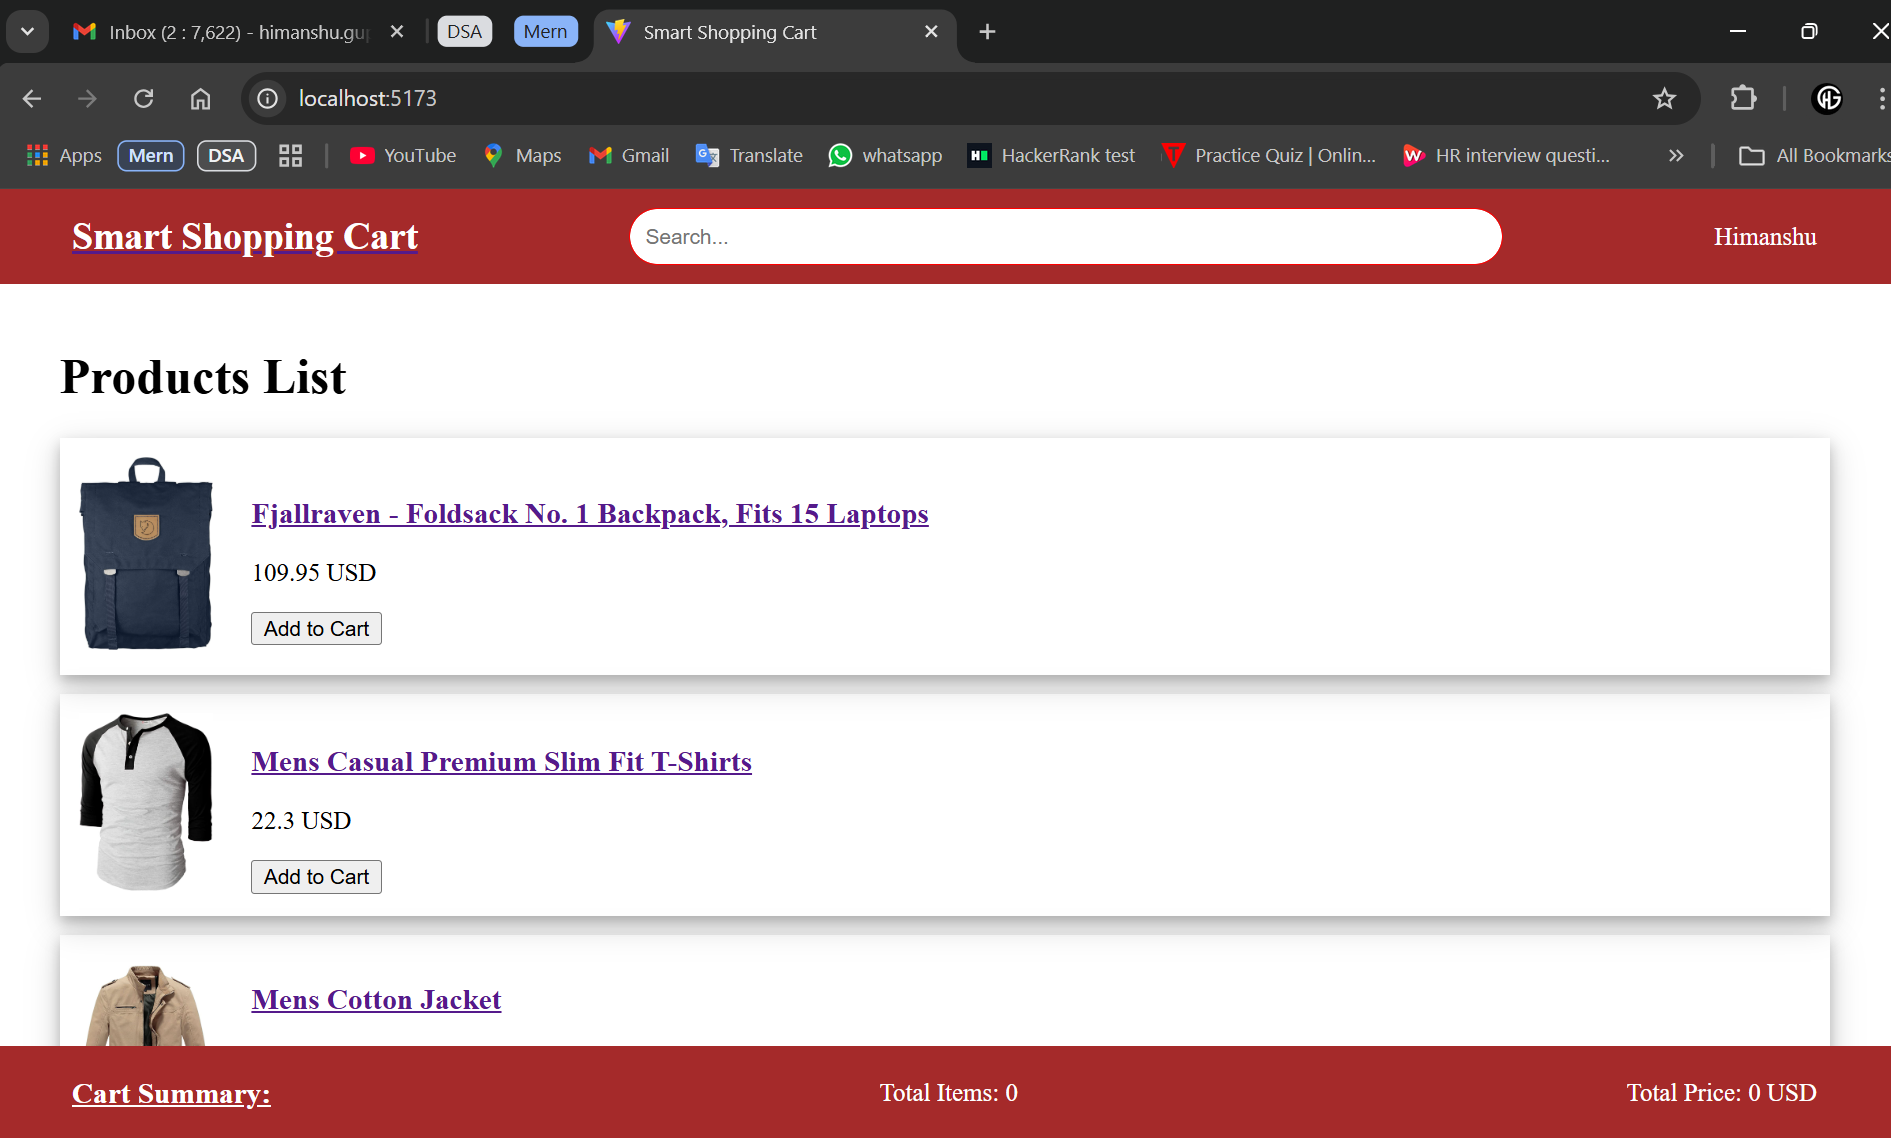 Inbox (2 : 7,622) - himanshu.gu
DSA
Mern
Smart Shopping Cart
localhost:5173
Apps
Mern
DSA
YouTube
Maps
Gmail
Translate
whatsapp
HackerRank test
Practice Quiz | Onlin...
HR interview questi...
All Bookmarks
Smart Shopping Cart
Search...
Himanshu
Products List
Fjallraven - Foldsack No. 1 Backpack, Fits 15 Laptops
109.95 USD
Add to Cart
Mens Casual Premium Slim Fit T-Shirts
22.3 USD
Add to Cart
Mens Cotton Jacket
Cart Summary:
Total Items: 0
Total Price: 0 USD